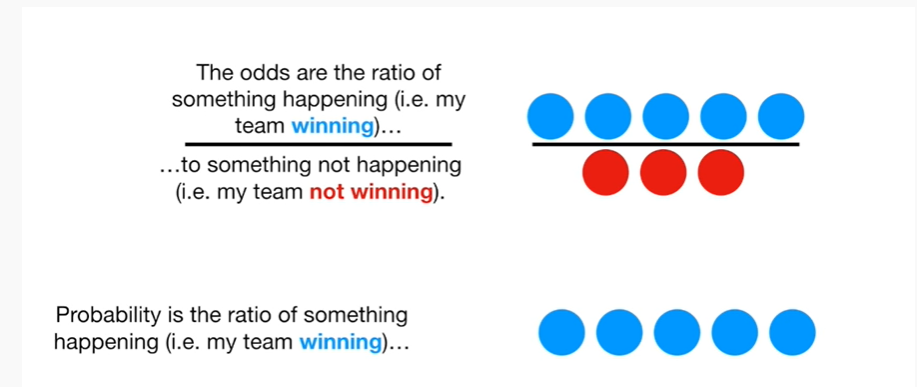 The odds are the ratio of
something happening (i.e. my
team winning)...
...to something not happening
(i.e. my team not winning).
Probability is the ratio of something
happening (i.e. my team winning)...